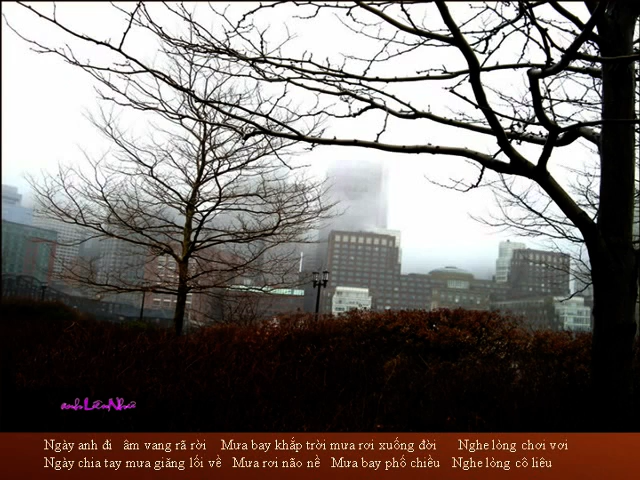 anh LiênNhư
Ngày anh đi âm vang rã rời Mưa bay khắp trời mưa rơi xuống đời Nghe lòng chơi vơi
Ngày chia tay mưa giăng lối về Mưa rơi não nề Mưa bay phố chiều Nghe lòng cô liêu